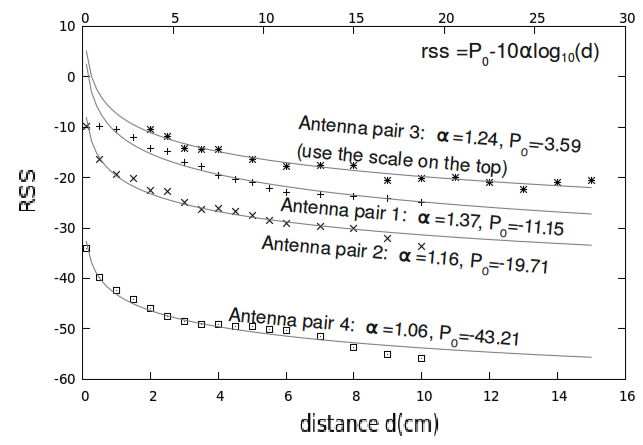 0 5 10 15 20 25 30
10
0
-10
-20
-30
-40
-50
-60
RSS
rss =P₀-10αlog₁₀(d)
Antenna pair 3: α=1.24, P₀=-3.59
(use the scale on the top)
Antenna pair 1: α=1.37, P₀=-11.15
Antenna pair 2: α=1.16, P₀=-19.71
Antenna pair 4: α=1.06, P₀=-43.21
0 2 4 6 8 10 12 14 16
distance d(cm)